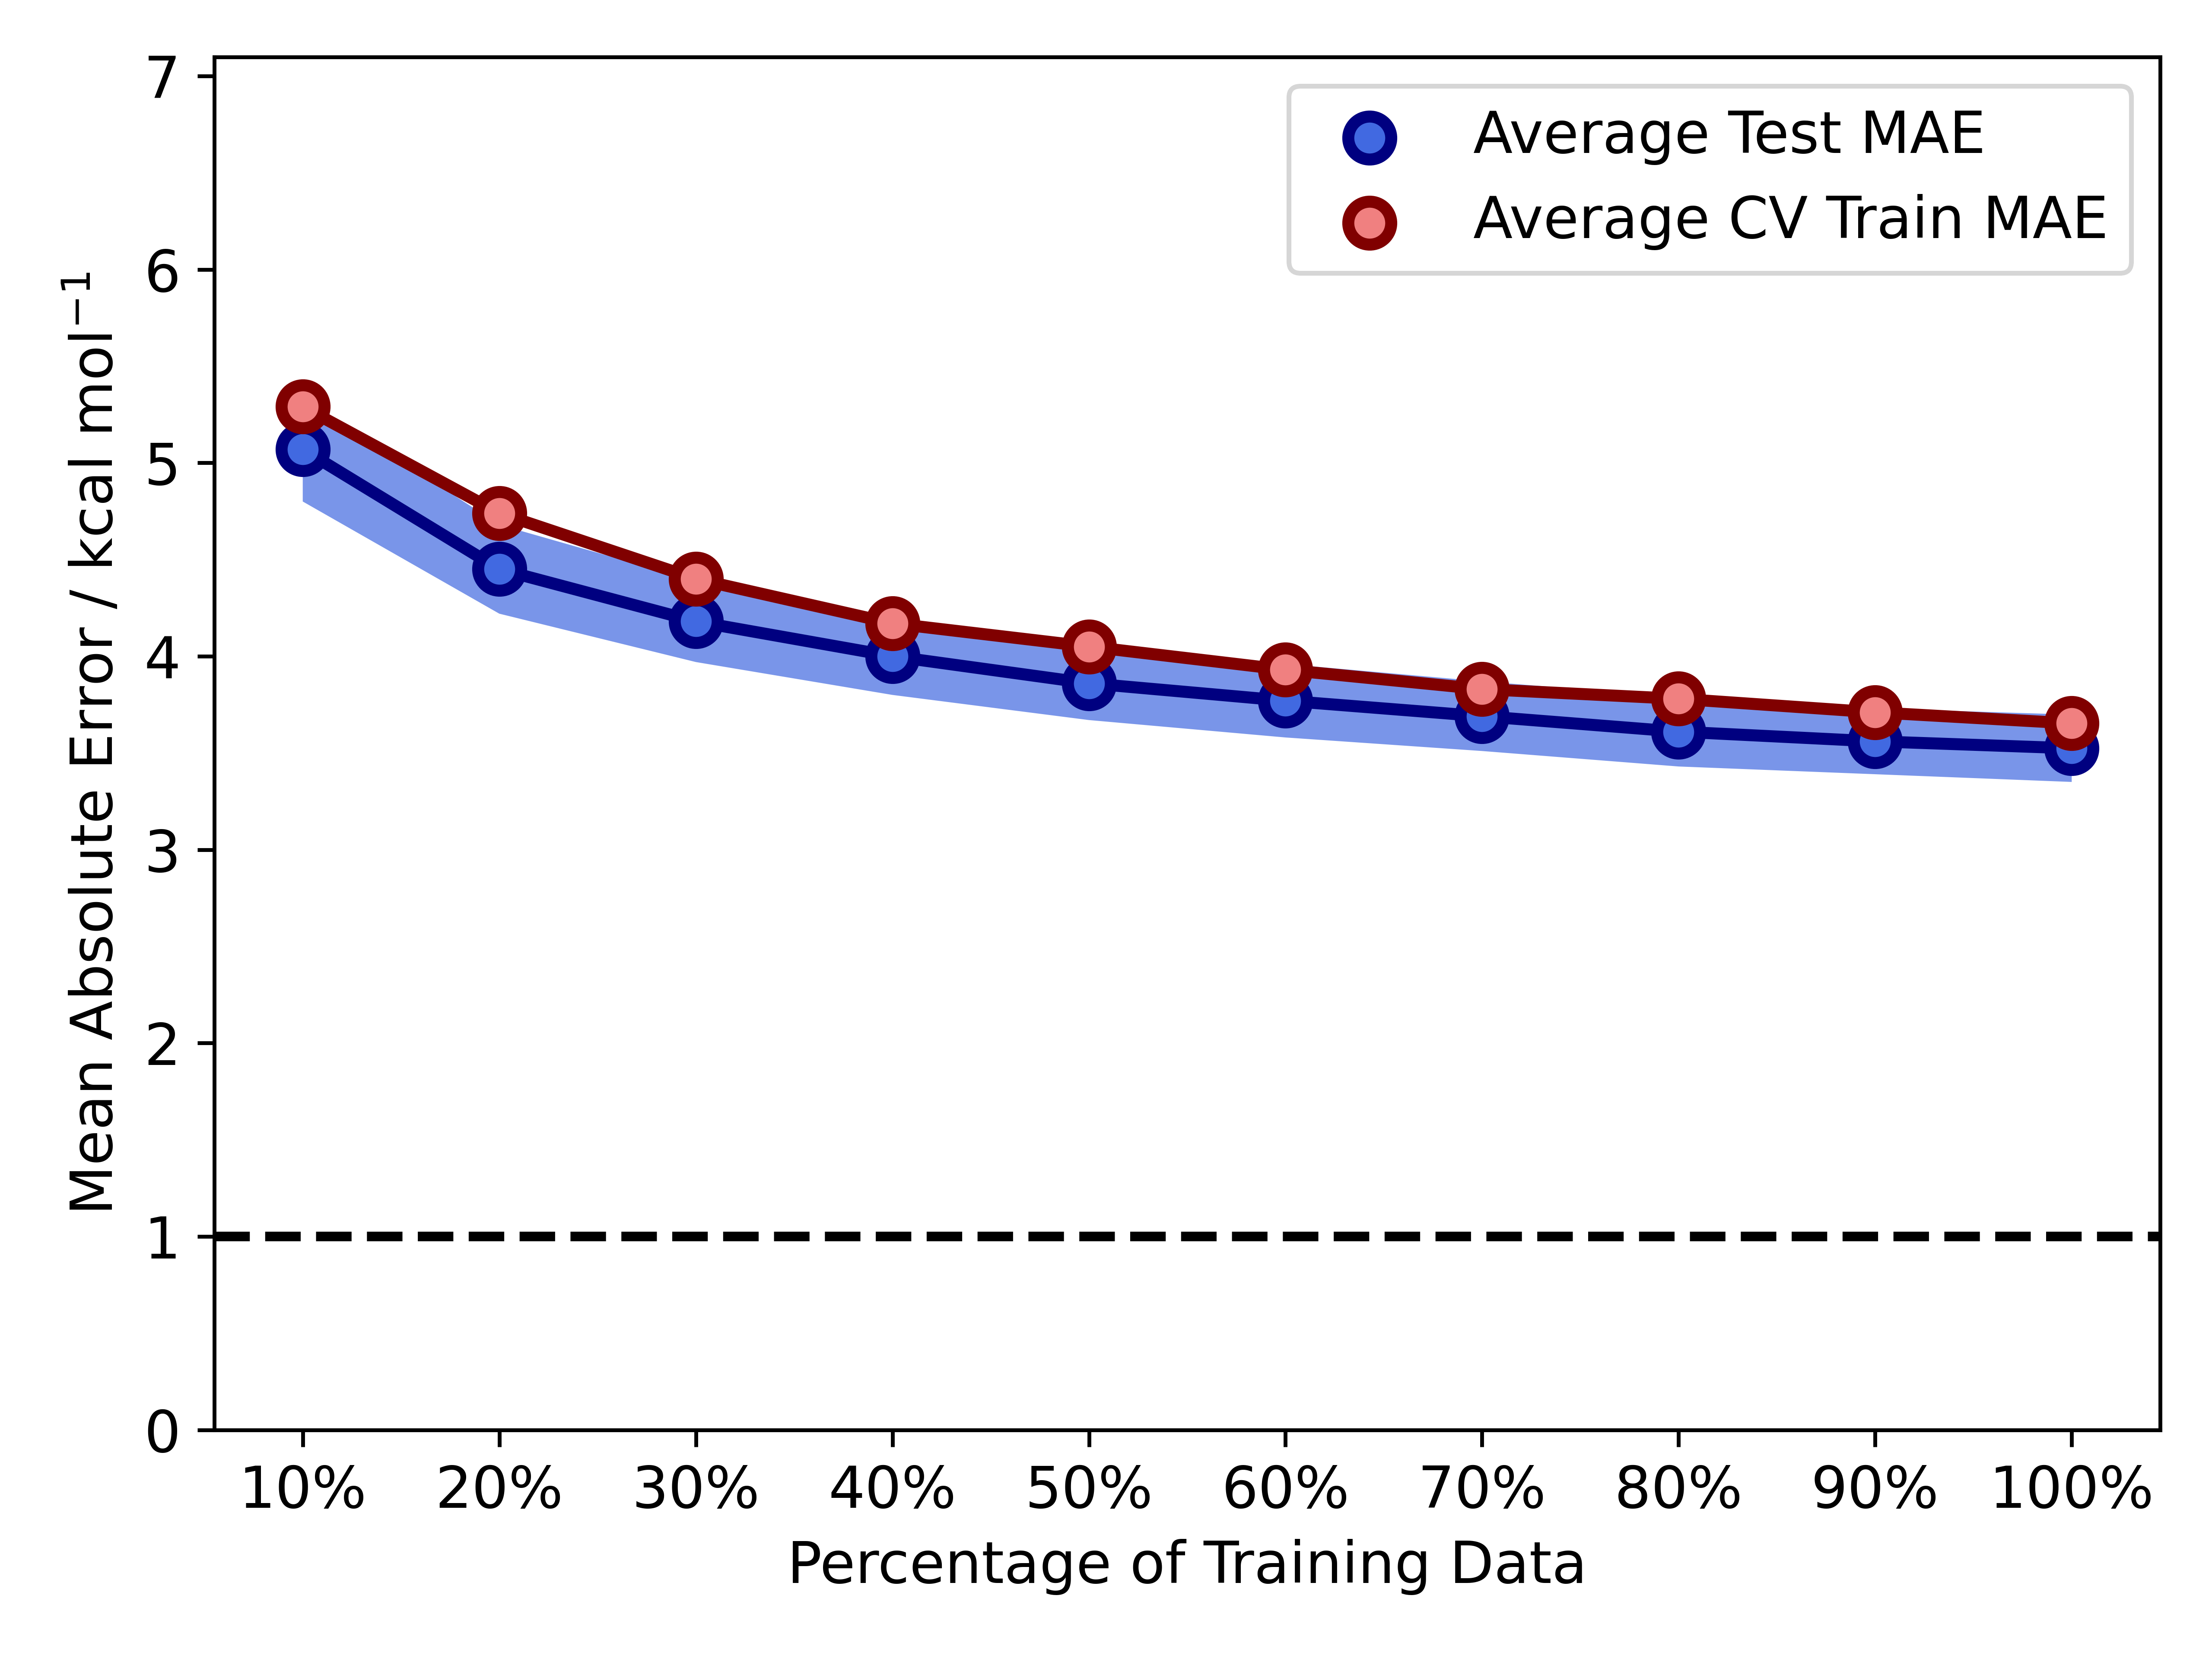 Average Test MAE
Average CV Train MAE
Mean Absolute Error / kcal mol⁻¹
7
6
5
4
3
2
1
0
10% 20% 30% 40% 50% 60% 70% 80% 90% 100%
Percentage of Training Data